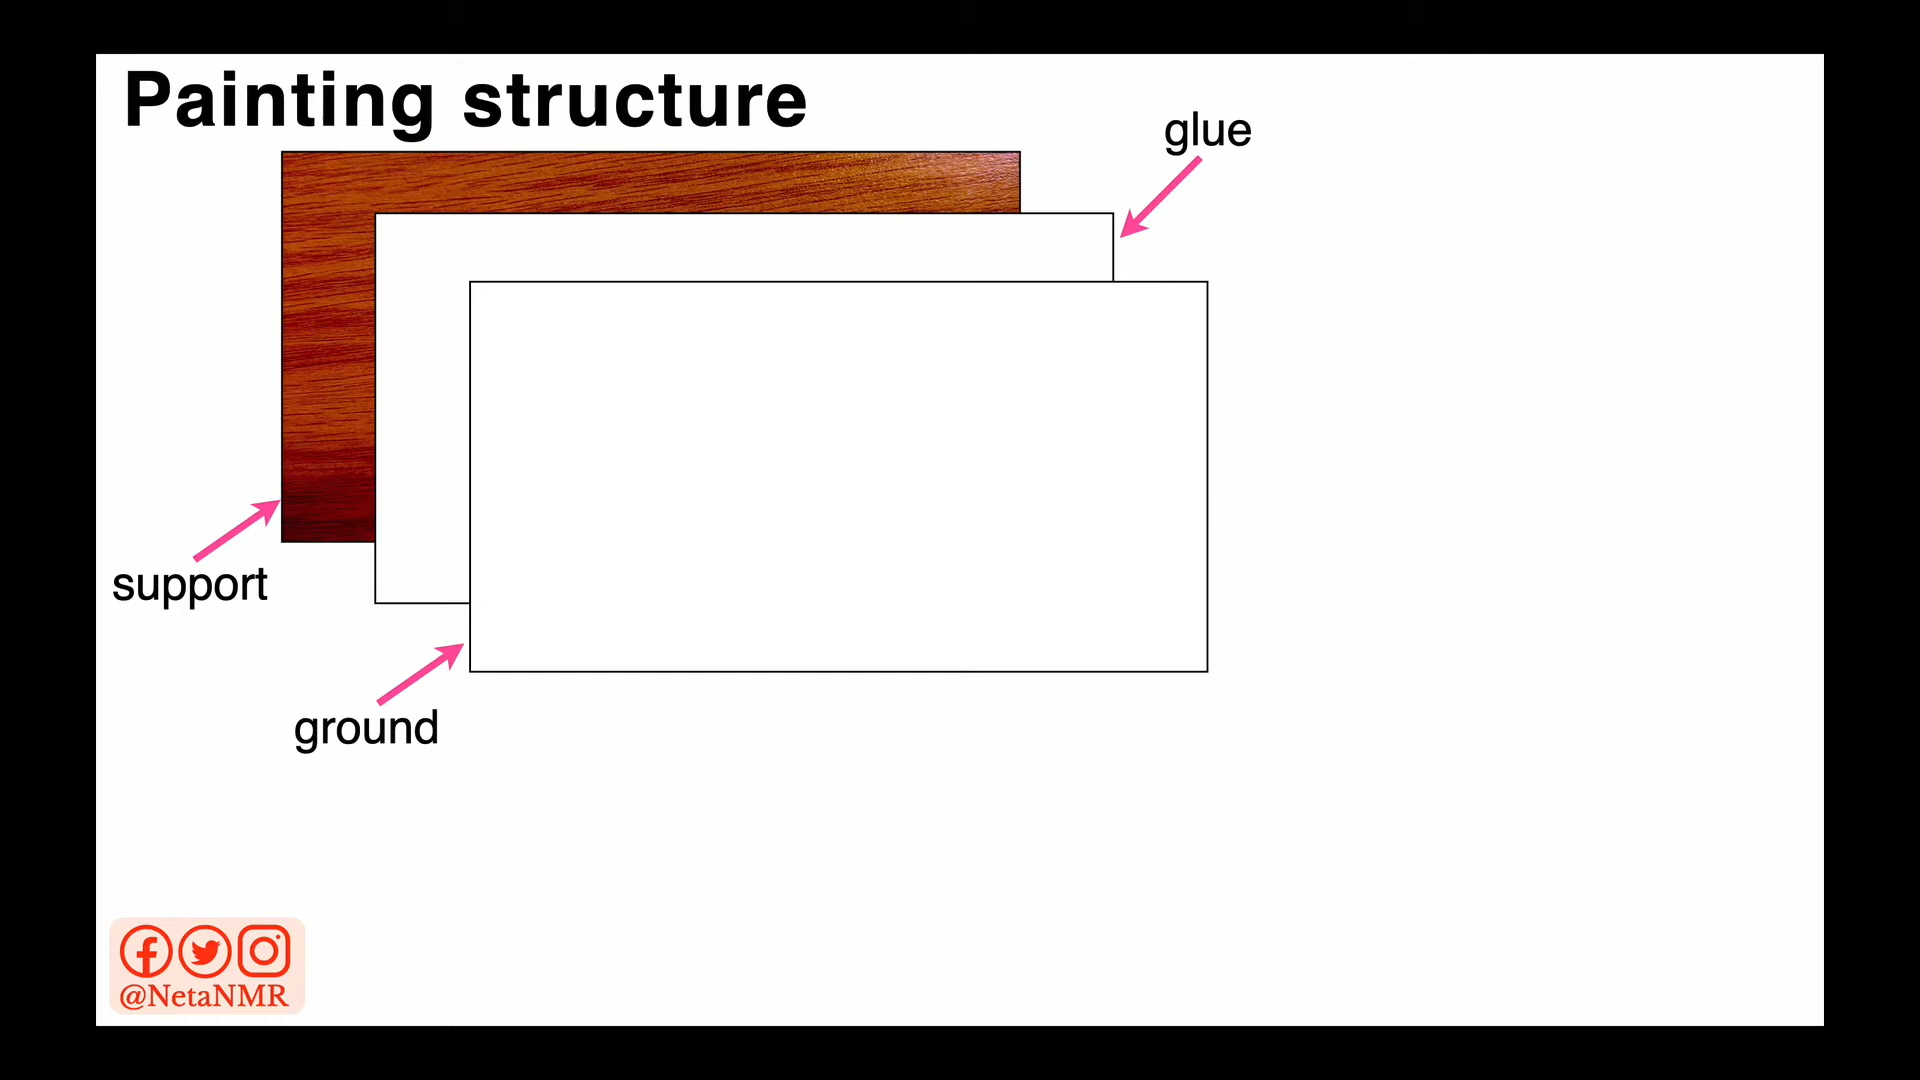 Painting structure
glue
support
ground
@NetaNMR